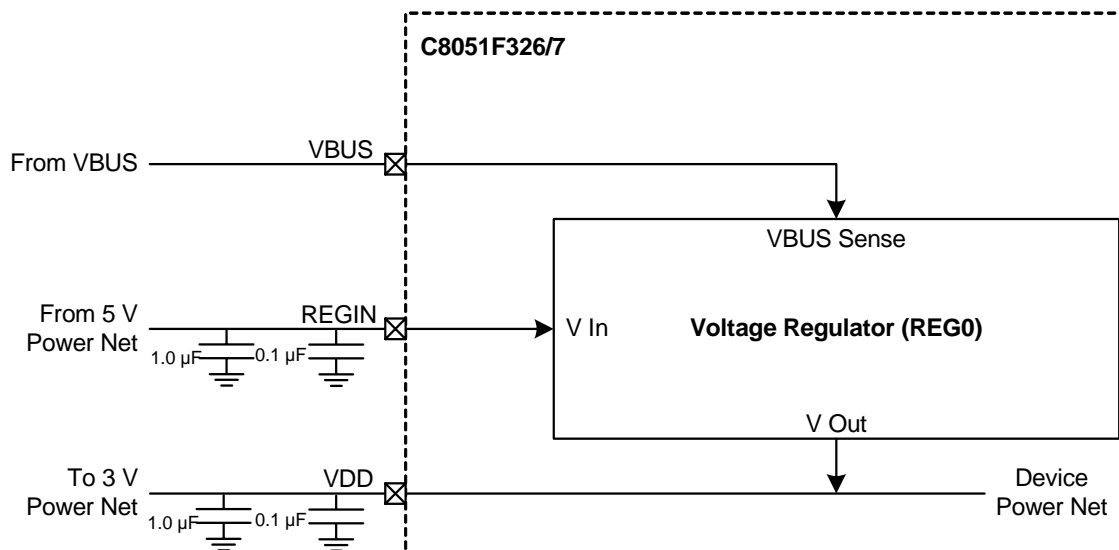 C8051F326/7
From VBUS
VBUS
VBUS Sense
From 5 V
Power Net
REGIN
1.0 µF
0.1 µF
V In
Voltage Regulator (REG0)
V Out
To 3 V
Power Net
VDD
1.0 µF
0.1 µF
Device
Power Net